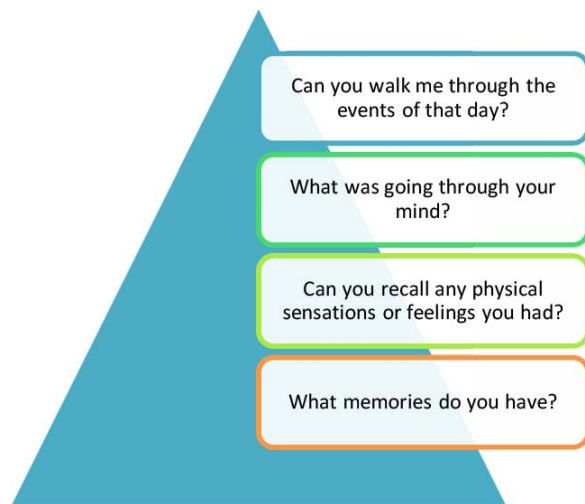 Can you walk me through the
events of that day?
What was going through your
mind?
Can you recall any physical
sensations or feelings you had?
What memories do you have?